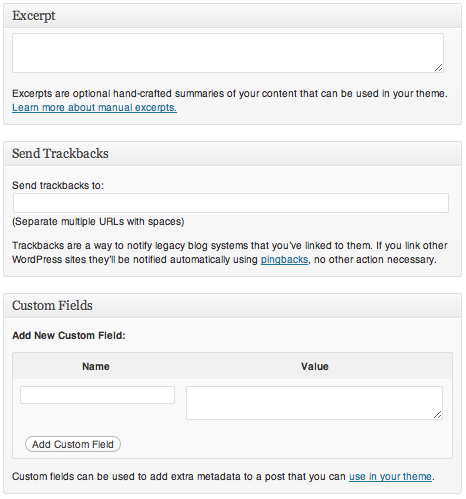 Excerpt
Excerpts are optional hand-crafted summaries of your content that can be used in your theme.
Learn more about manual excerpts.
Send Trackbacks
Send trackbacks to:
(Separate multiple URLs with spaces)
Trackbacks are a way to notify legacy blog systems that you've linked to them. If you link other
WordPress sites they'll be notified automatically using pingbacks, no other action necessary.
Custom Fields
Add New Custom Field:
Name Value
Add Custom Field
Custom fields can be used to add extra metadata to a post that you can use in your theme.